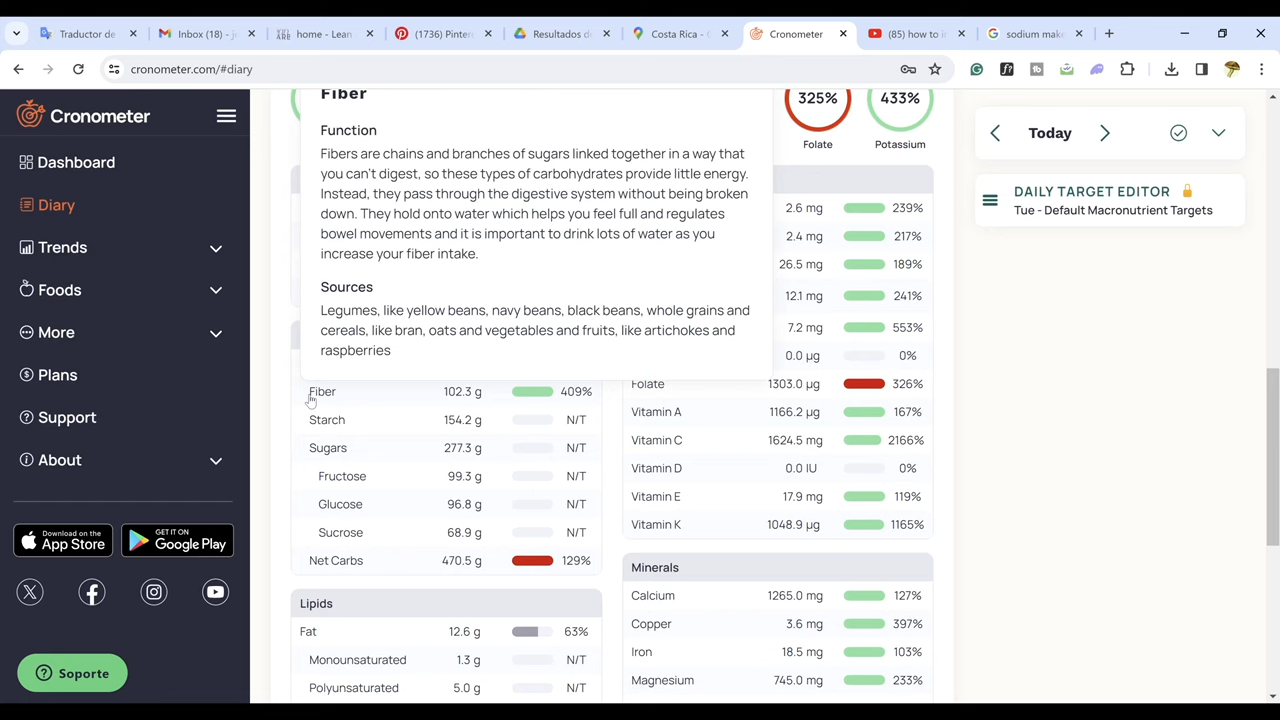 Traductor de
Inbox (18) - j
home - Lean
(1736) Pinter
Resultados de
Costa Rica - G
Cronometer
(85) how to in
sodium make
cronometer.com/#diary
Cronometer
Dashboard
Diary
Trends
Foods
More
Plans
Support
About
Download on the
App Store
GET IT ON
Google Play
Soporte
Fiber
Function
Fibers are chains and branches of sugars linked together in a way that
you can't digest, so these types of carbohydrates provide little energy.
Instead, they pass through the digestive system without being broken
down. They hold onto water which helps you feel full and regulates
bowel movements and it is important to drink lots of water as you
increase your fiber intake.
Sources
Legumes, like yellow beans, navy beans, black beans, whole grains and
cereals, like bran, oats and vegetables and fruits, like artichokes and
raspberries
325%
Folate
433%
Potassium
Fiber 102.3 g 409%
Starch 154.2 g N/T
Sugars 277.3 g N/T
Fructose 99.3 g N/T
Glucose 96.8 g N/T
Sucrose 68.9 g N/T
Net Carbs 470.5 g 129%
Lipids
Fat 12.6 g 63%
Monounsaturated 1.3 g N/T
Polyunsaturated 5.0 g N/T
2.6 mg 239%
2.4 mg 217%
26.5 mg 189%
12.1 mg 241%
7.2 mg 553%
0.0 µg 0%
Folate 1303.0 µg 326%
Vitamin A 1166.2 µg 167%
Vitamin C 1624.5 mg 2166%
Vitamin D 0.0 IU 0%
Vitamin E 17.9 mg 119%
Vitamin K 1048.9 µg 1165%
Minerals
Calcium 1265.0 mg 127%
Copper 3.6 mg 397%
Iron 18.5 mg 103%
Magnesium 745.0 mg 233%
Today
DAILY TARGET EDITOR
Tue - Default Macronutrient Targets